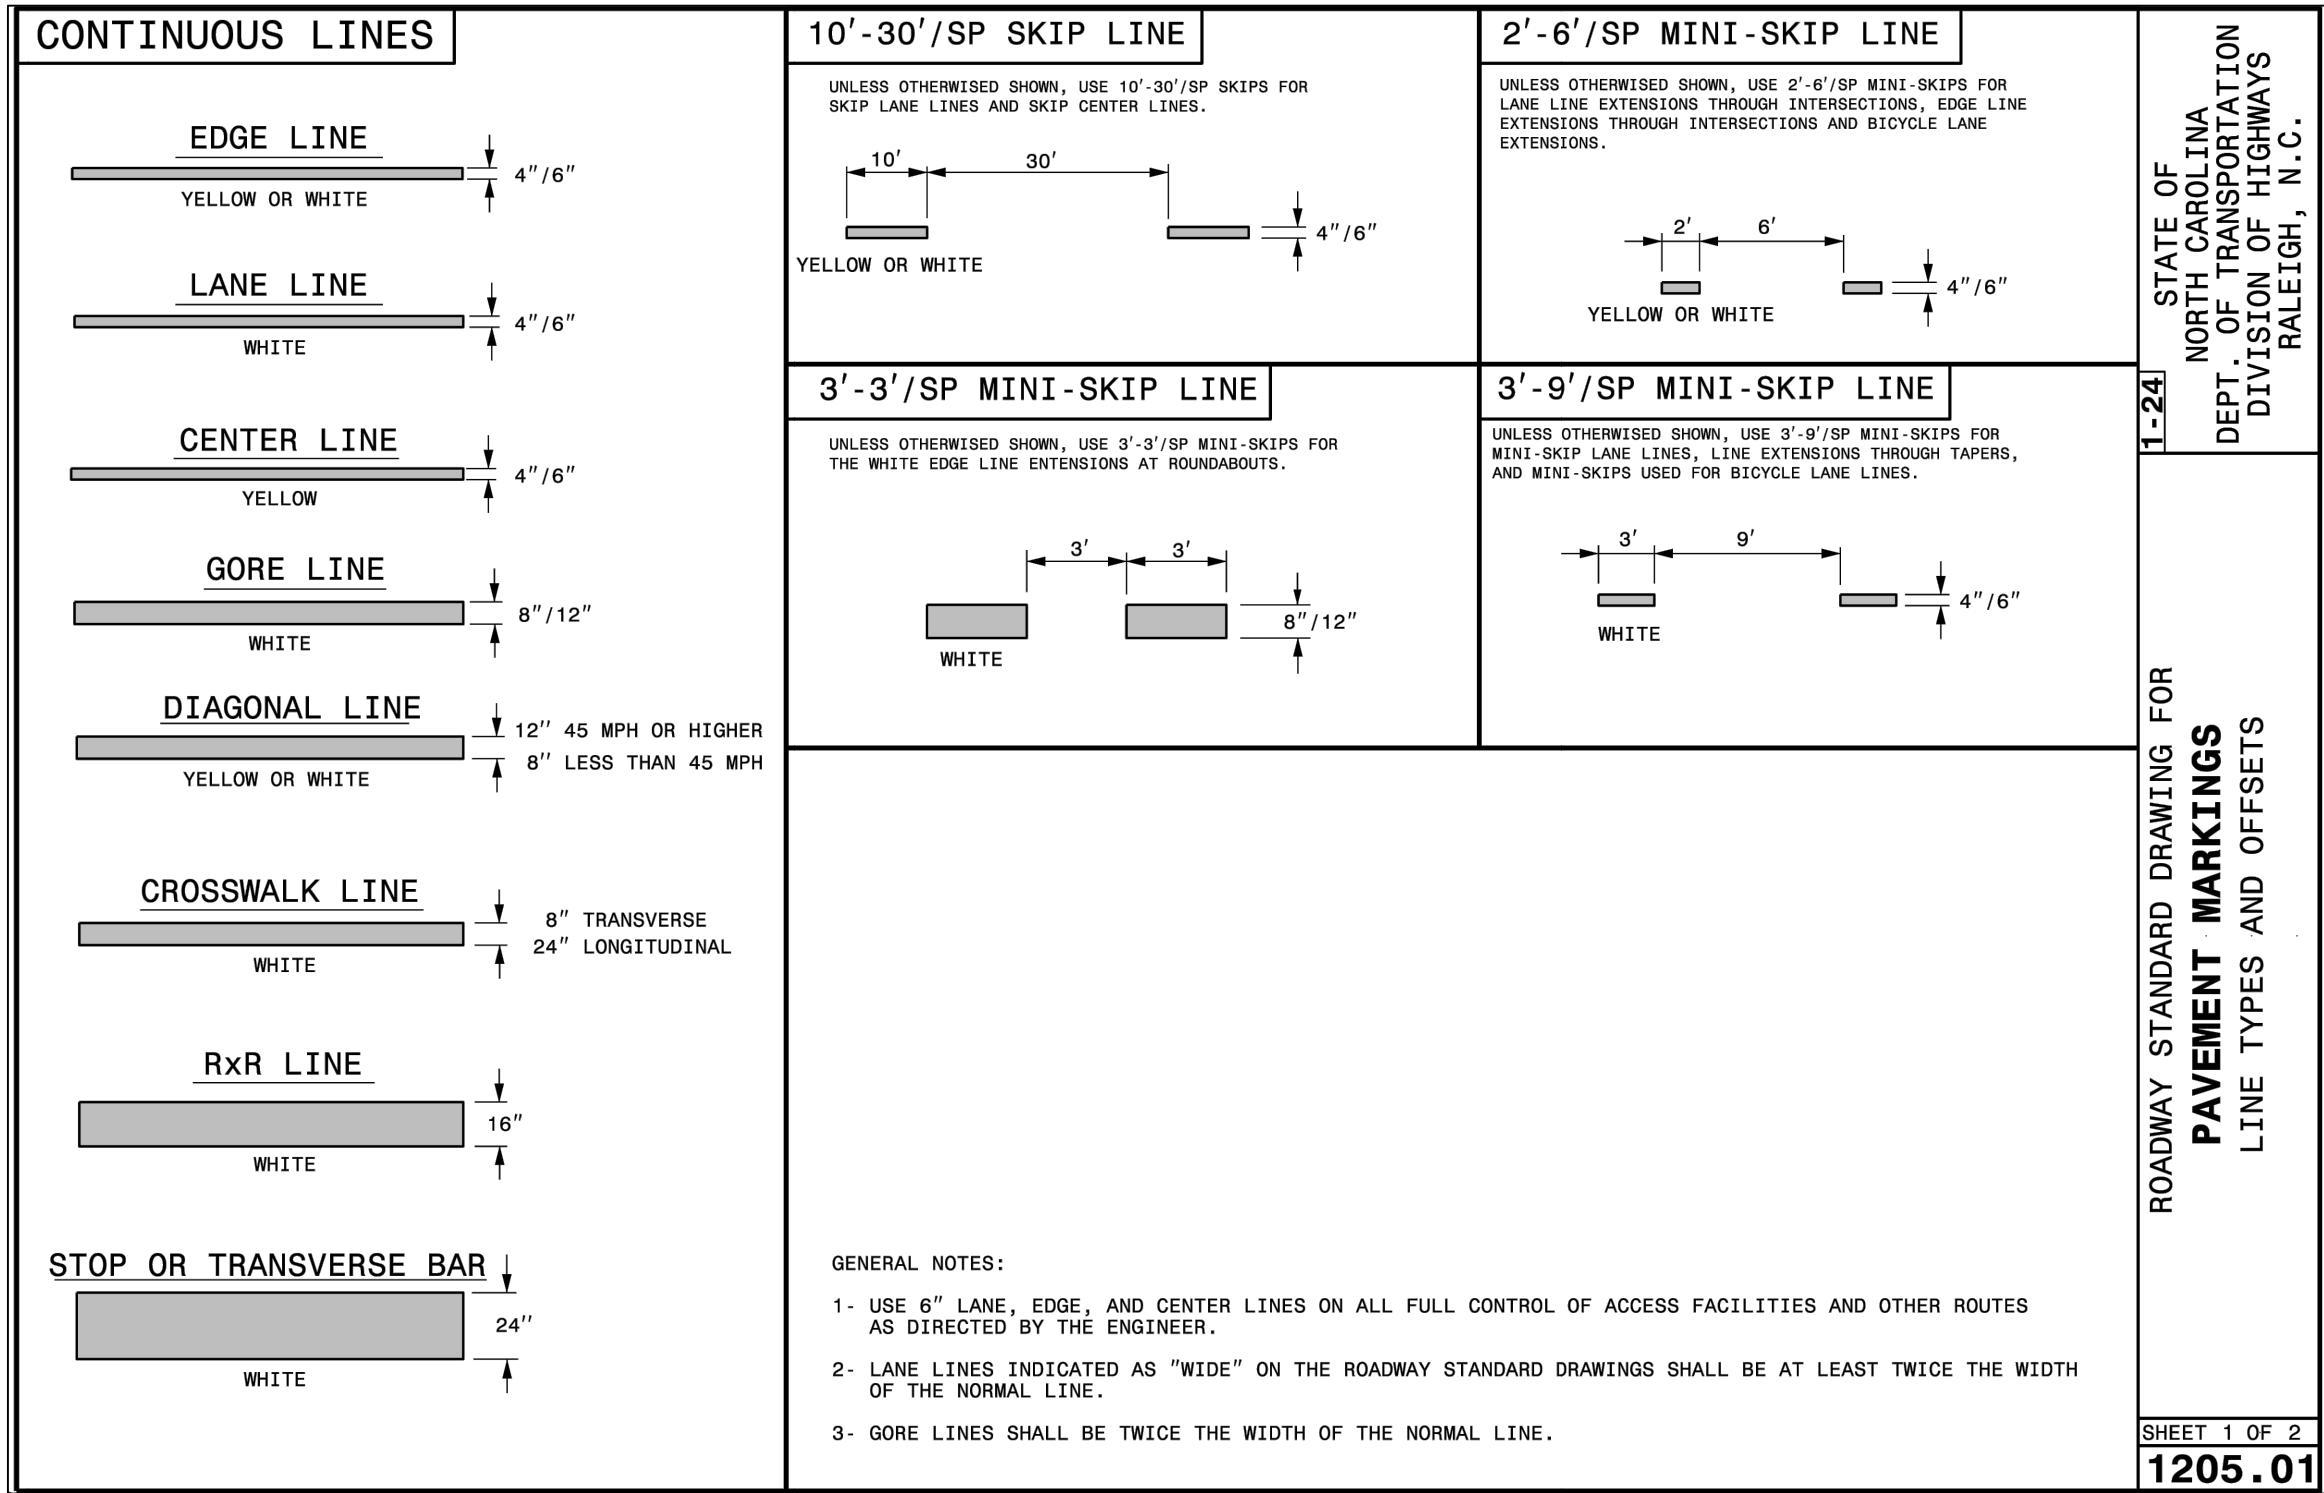 CONTINUOUS LINES
EDGE LINE
4"/6"
YELLOW OR WHITE
LANE LINE
4"/6"
WHITE
CENTER LINE
4"/6"
YELLOW
GORE LINE
8"/12"
WHITE
DIAGONAL LINE
12'' 45 MPH OR HIGHER
8'' LESS THAN 45 MPH
YELLOW OR WHITE
CROSSWALK LINE
8" TRANSVERSE
24" LONGITUDINAL
WHITE
RxR LINE
16"
WHITE
STOP OR TRANSVERSE BAR
24''
WHITE
10'-30'/SP SKIP LINE
UNLESS OTHERWISED SHOWN, USE 10'-30'/SP SKIPS FOR
SKIP LANE LINES AND SKIP CENTER LINES.
10' 30'
4"/6"
YELLOW OR WHITE
2'-6'/SP MINI-SKIP LINE
UNLESS OTHERWISED SHOWN, USE 2'-6'/SP MINI-SKIPS FOR
LANE LINE EXTENSIONS THROUGH INTERSECTIONS, EDGE LINE
EXTENSIONS THROUGH INTERSECTIONS AND BICYCLE LANE
EXTENSIONS.
2' 6'
4"/6"
YELLOW OR WHITE
3'-3'/SP MINI-SKIP LINE
UNLESS OTHERWISED SHOWN, USE 3'-3'/SP MINI-SKIPS FOR
THE WHITE EDGE LINE ENTENSIONS AT ROUNDABOUTS.
3' 3'
8"/12"
WHITE
3'-9'/SP MINI-SKIP LINE
UNLESS OTHERWISED SHOWN, USE 3'-9'/SP MINI-SKIPS FOR
MINI-SKIP LANE LINES, LINE EXTENSIONS THROUGH TAPERS,
AND MINI-SKIPS USED FOR BICYCLE LANE LINES.
3' 9'
4"/6"
WHITE
GENERAL NOTES:
1- USE 6" LANE, EDGE, AND CENTER LINES ON ALL FULL CONTROL OF ACCESS FACILITIES AND OTHER ROUTES
AS DIRECTED BY THE ENGINEER.
2- LANE LINES INDICATED AS "WIDE" ON THE ROADWAY STANDARD DRAWINGS SHALL BE AT LEAST TWICE THE WIDTH
OF THE NORMAL LINE.
3- GORE LINES SHALL BE TWICE THE WIDTH OF THE NORMAL LINE.
STATE OF
NORTH CAROLINA
DEPT. OF TRANSPORTATION
DIVISION OF HIGHWAYS
RALEIGH, N.C.
1-24
ROADWAY STANDARD DRAWING FOR
PAVEMENT MARKINGS
LINE TYPES AND OFFSETS
SHEET 1 OF 2
1205.01